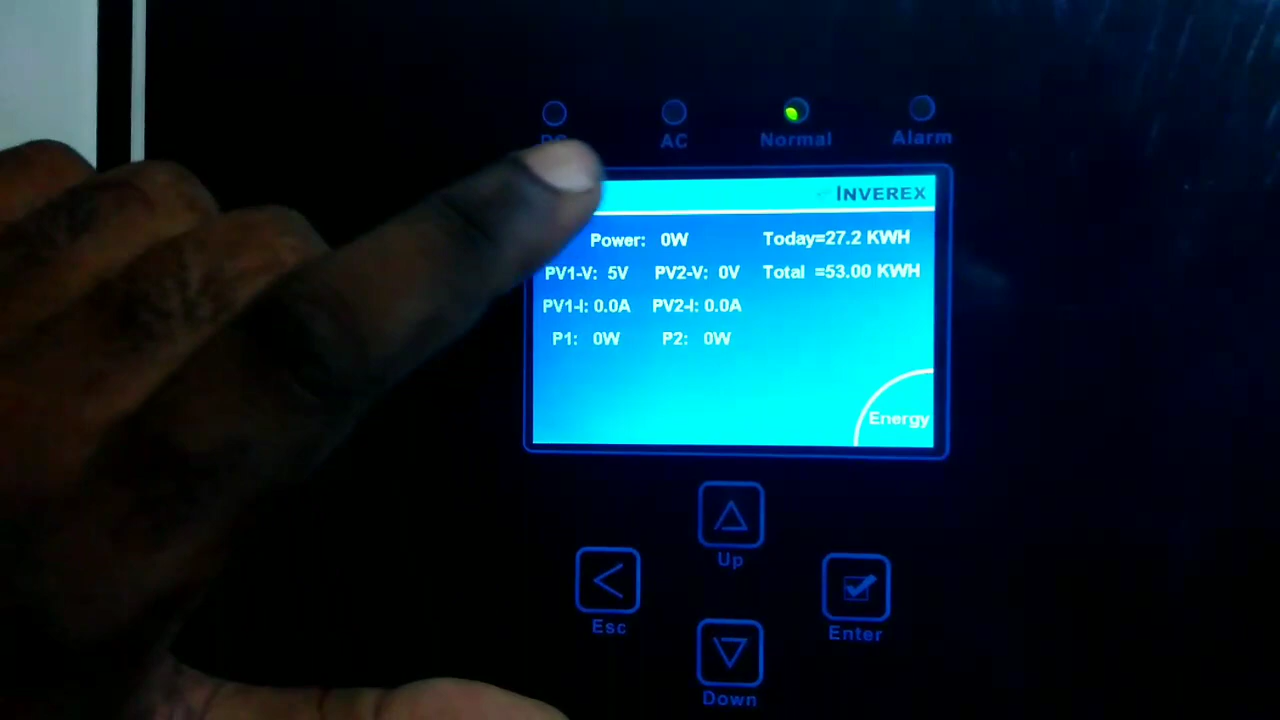 AC Normal Alarm
INVEREX
Power: 0W Today=27.2 KWH
PV1-V: 5V PV2-V: 0V Total =53.00 KWH
PV1-I: 0.0A PV2-I: 0.0A
P1: 0W P2: 0W
Energy
Up
Esc
Enter
Down